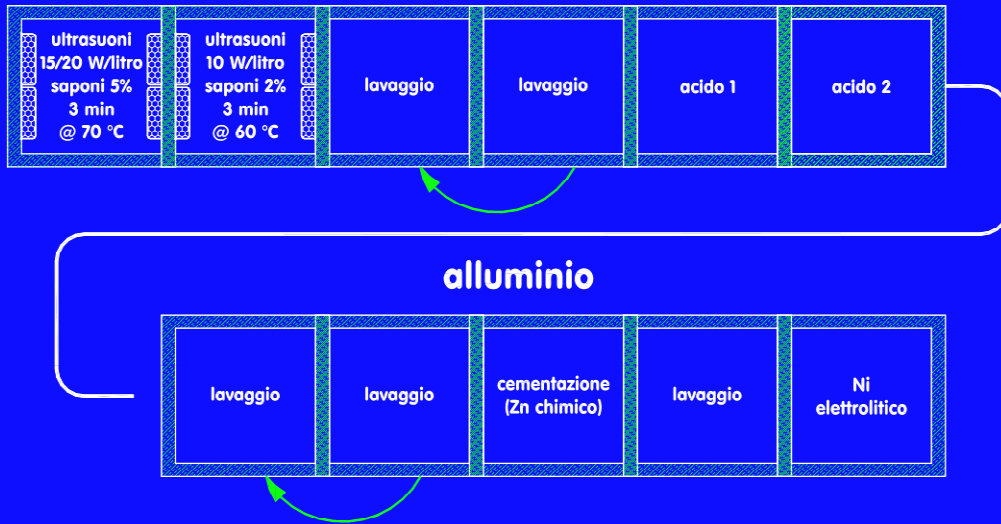 ultrasuoni
15/20 W/litro
saponi 5%
3 min
@ 70 °C
ultrasuoni
10 W/litro
saponi 2%
3 min
@ 60 °C
lavaggio
lavaggio
acido 1
acido 2
alluminio
lavaggio
lavaggio
cementazione
(Zn chimico)
lavaggio
Ni
elettrolitico